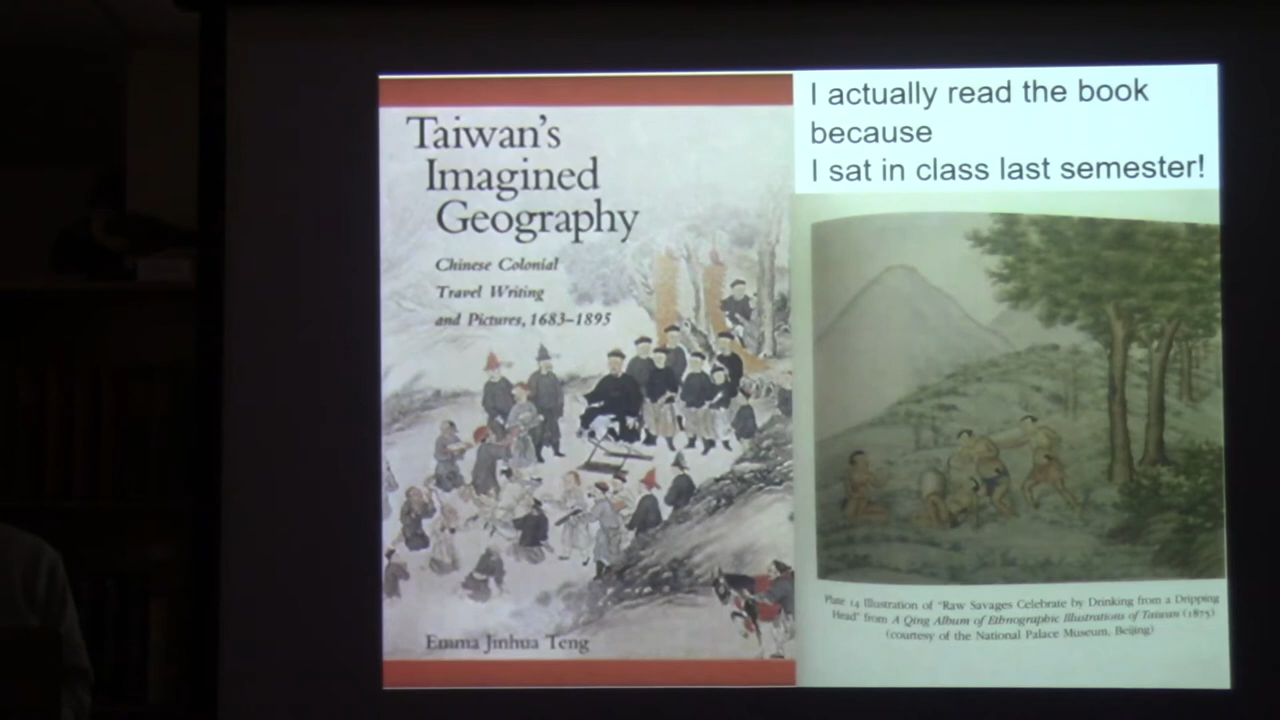 Taiwan's
Imagined
Geography
Chinese Colonial
Travel Writing
and Pictures, 1683–1895
Emma Jinhua Teng
I actually read the book
because
I sat in class last semester!
Plate 14 Illustration of "Raw Savages Celebrate by Drinking from a Dripping
Head" from A Qing Album of Ethnographic Illustrations of Taiwan (1875)
(courtesy of the National Palace Museum, Beijing)